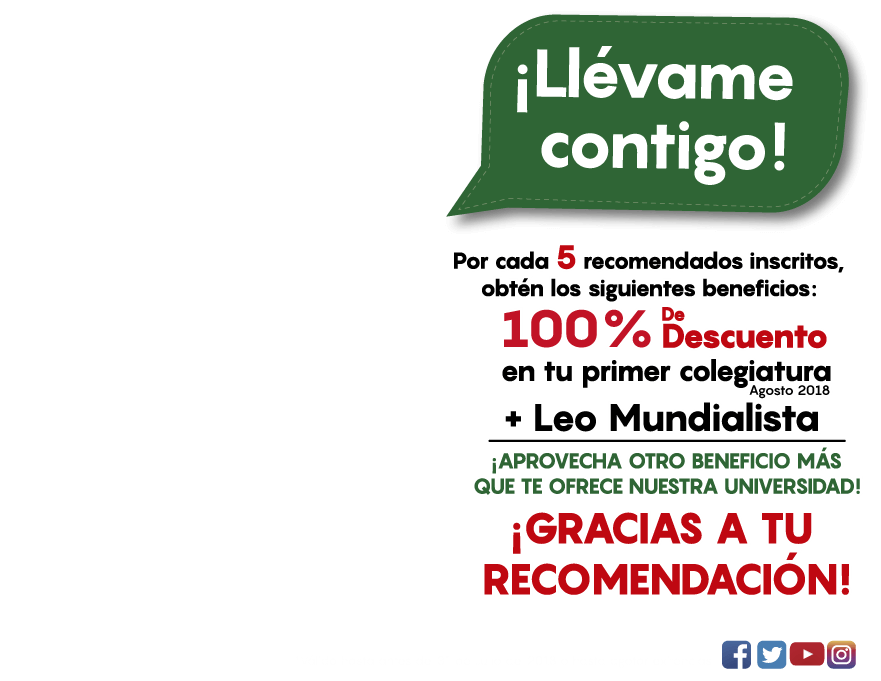 ¡Llévame
contigo!
Por cada 5 recomendados inscritos,
obtén los siguientes beneficios:
100% De Descuento
en tu primer colegiatura
Agosto 2018
+ Leo Mundialista
¡APROVECHA OTRO BENEFICIO MÁS
QUE TE OFRECE NUESTRA UNIVERSIDAD!
¡GRACIAS A TU
RECOMENDACIÓN!